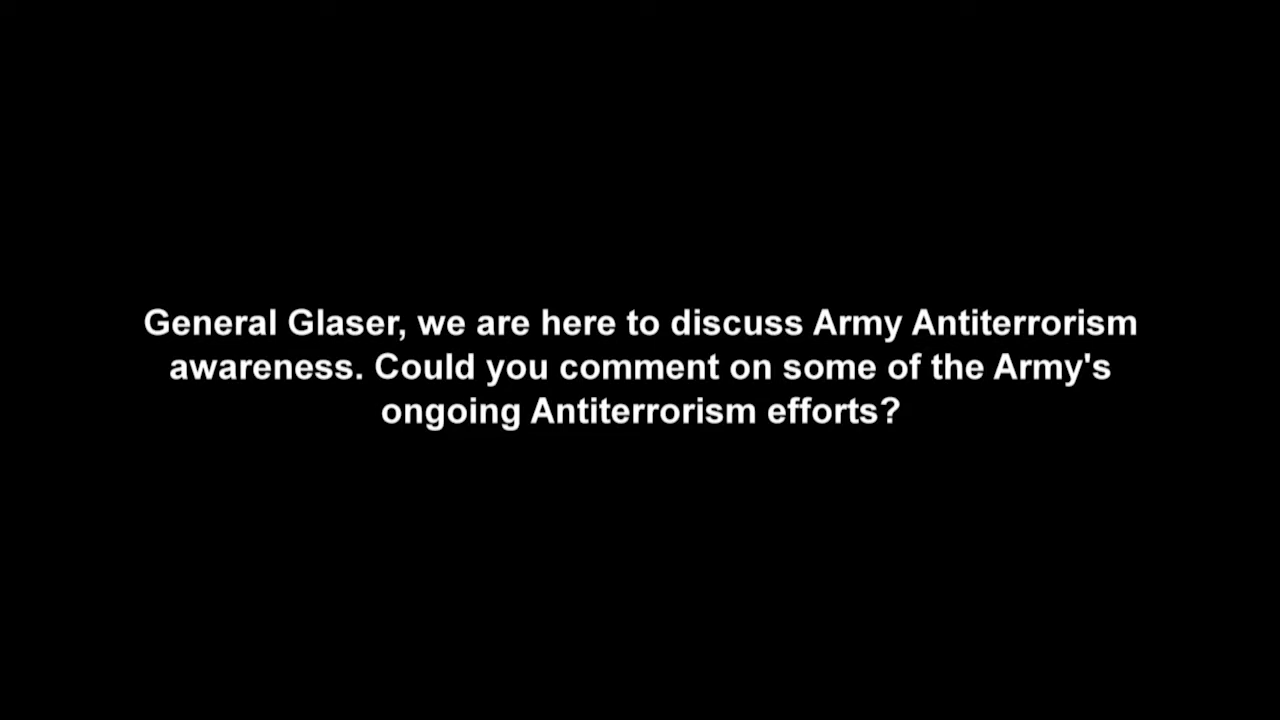 General Glaser, we are here to discuss Army Antiterrorism
awareness. Could you comment on some of the Army's
ongoing Antiterrorism efforts?